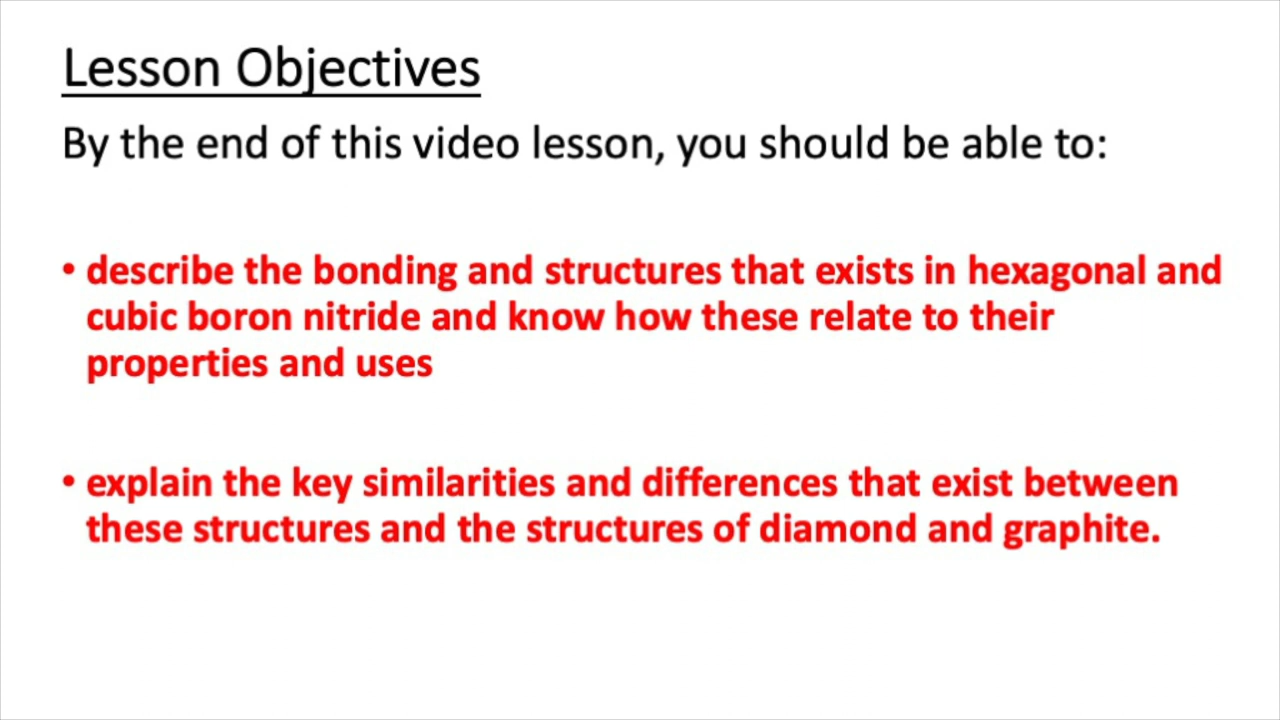 Lesson Objectives
By the end of this video lesson, you should be able to:
• describe the bonding and structures that exists in hexagonal and
cubic boron nitride and know how these relate to their
properties and uses
• explain the key similarities and differences that exist between
these structures and the structures of diamond and graphite.